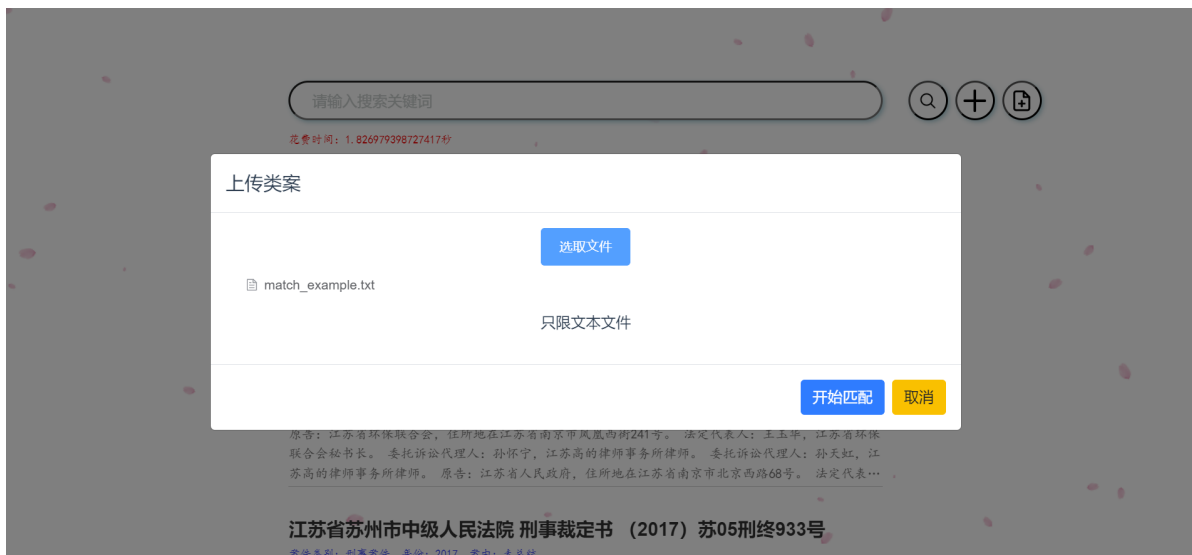 请输入搜索关键词
花费时间：1.826979398727417秒
上传类案
选取文件
match_example.txt
只限文本文件
开始匹配
取消
原告：江苏省环保联合会，住所地在江苏省南京市凤凰西街241号。 法定代表人：王玉华，江苏省环保
联合会秘书长。 委托诉讼代理人：孙怀宁，江苏高的律师事务所律师。 委托诉讼代理人：孙天虹，江
苏高的律师事务所律师。 原告：江苏省人民政府，住所地在江苏省南京市北京西路68号。 法定代表…
江苏省苏州市中级人民法院 刑事裁定书 （2017）苏05刑终933号